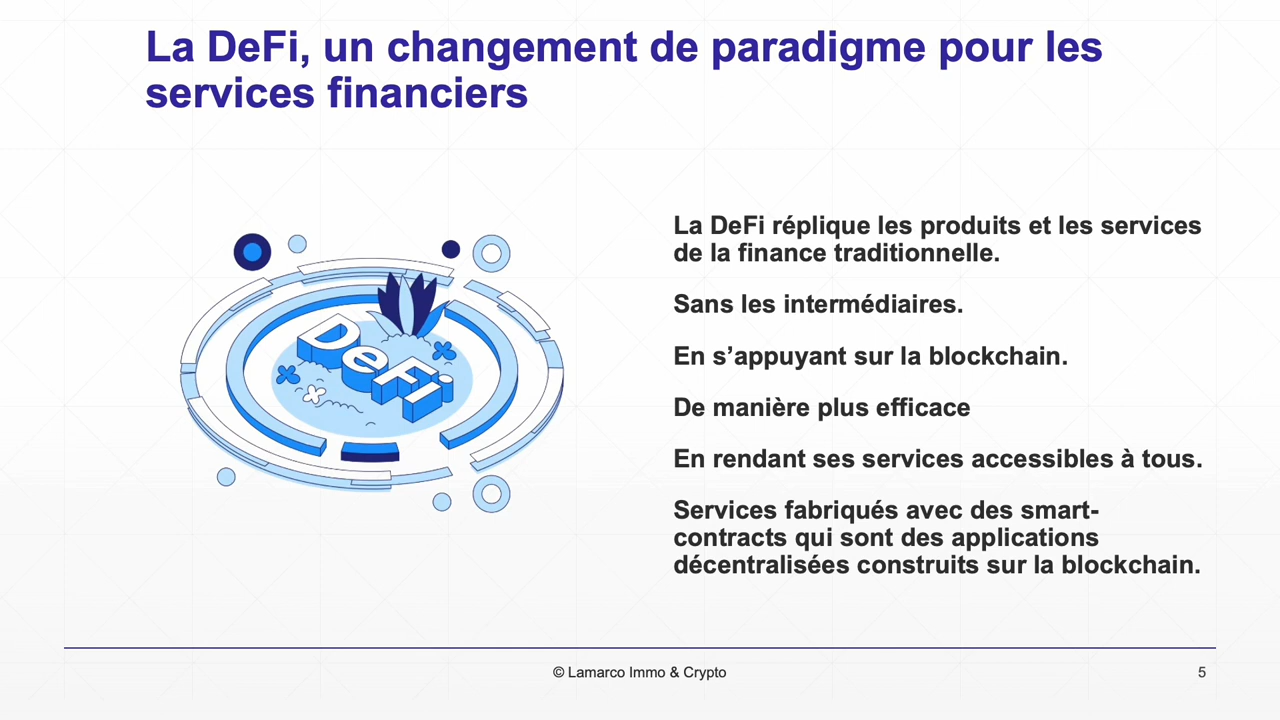 La DeFi, un changement de paradigme pour les
services financiers
DeFi
La DeFi réplique les produits et les services
de la finance traditionnelle.
Sans les intermédiaires.
En s’appuyant sur la blockchain.
De manière plus efficace
En rendant ses services accessibles à tous.
Services fabriqués avec des smart-
contracts qui sont des applications
décentralisées construits sur la blockchain.
© Lamarco Immo & Crypto
5